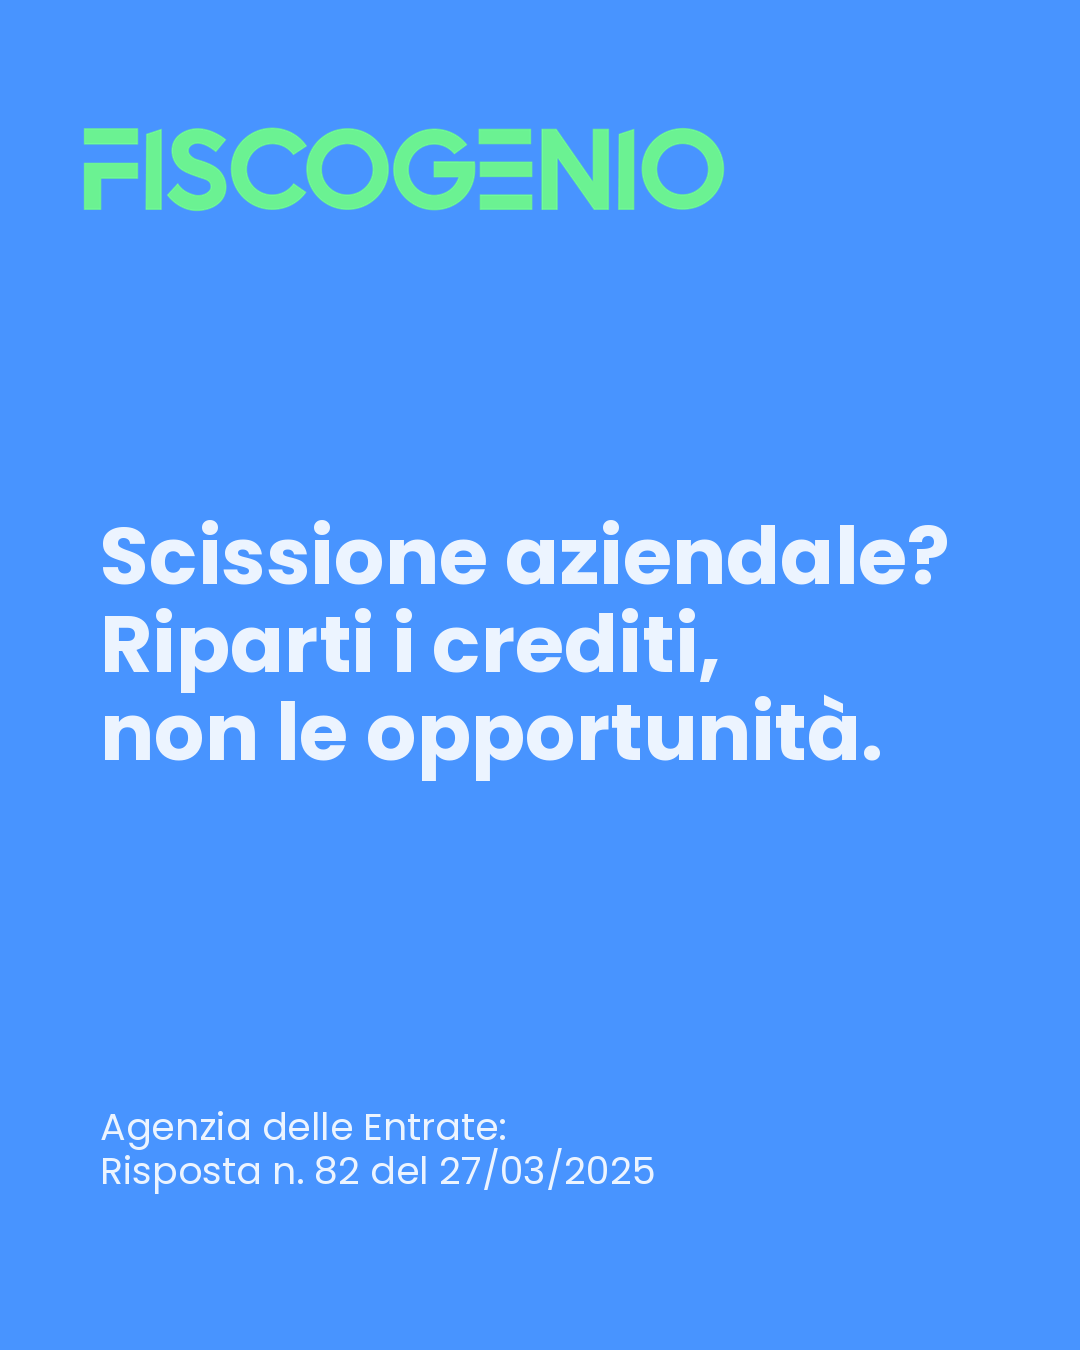 FISCOGENIO
Scissione aziendale?
Riparti i crediti,
non le opportunità.
Agenzia delle Entrate:
Risposta n. 82 del 27/03/2025